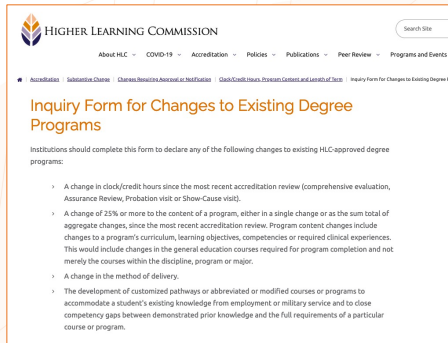 HIGHER LEARNING COMMISSION
Search Site
About HLC COVID-19 Accreditation Policies Publications Peer Review Programs and Events
Accreditation | Substantive Change | Changes Requiring Approval or Notification | Clock/Credit Hours, Program Content and Length of Term | Inquiry Form for Changes to Existing Degree
Inquiry Form for Changes to Existing Degree
Programs
Institutions should complete this form to declare any of the following changes to existing HLC-approved degree
programs:
› A change in clock/credit hours since the most recent accreditation review (comprehensive evaluation,
Assurance Review, Probation visit or Show-Cause visit).
› A change of 25% or more to the content of a program, either in a single change or as the sum total of
aggregate changes, since the most recent accreditation review. Program content changes include
changes to a program's curriculum, learning objectives, competencies or required clinical experiences.
This would include changes in the general education courses required for program completion and not
merely the courses within the discipline, program or major.
› A change in the method of delivery.
› The development of customized pathways or abbreviated or modified courses or programs to
accommodate a student's existing knowledge from employment or military service and to close
competency gaps between demonstrated prior knowledge and the full requirements of a particular
course or program.